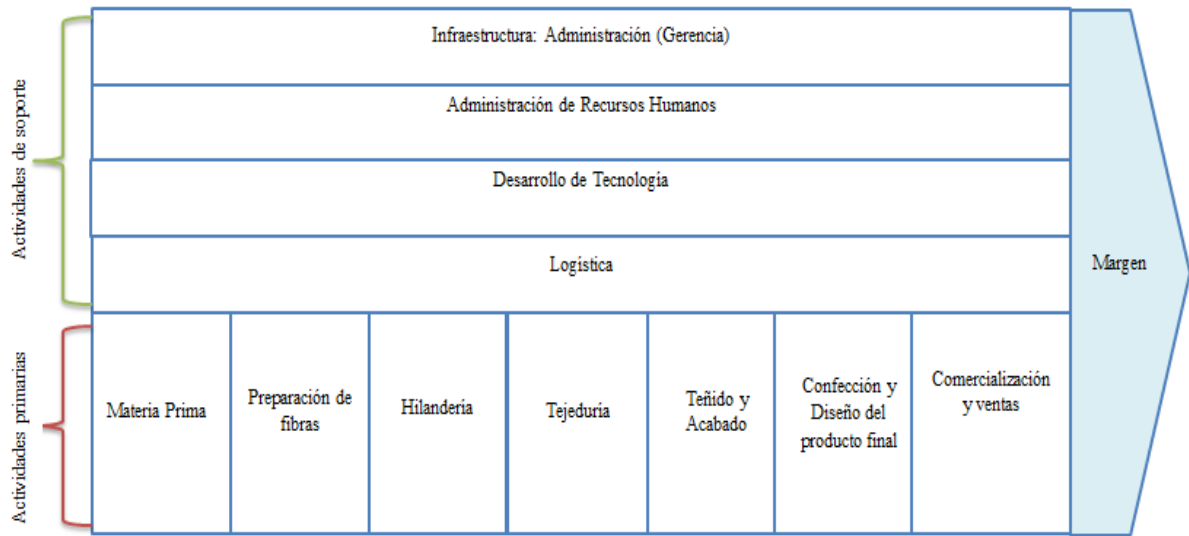 Actividades de soporte
Infraestructura: Administración (Gerencia)
Administración de Recursos Humanos
Desarrollo de Tecnología
Logística
Margen
Actividades primarias
Materia Prima
Preparación de
fibras
Hilandería
Tejeduría
Teñido y
Acabado
Confección y
Diseño del
producto final
Comercialización
y ventas